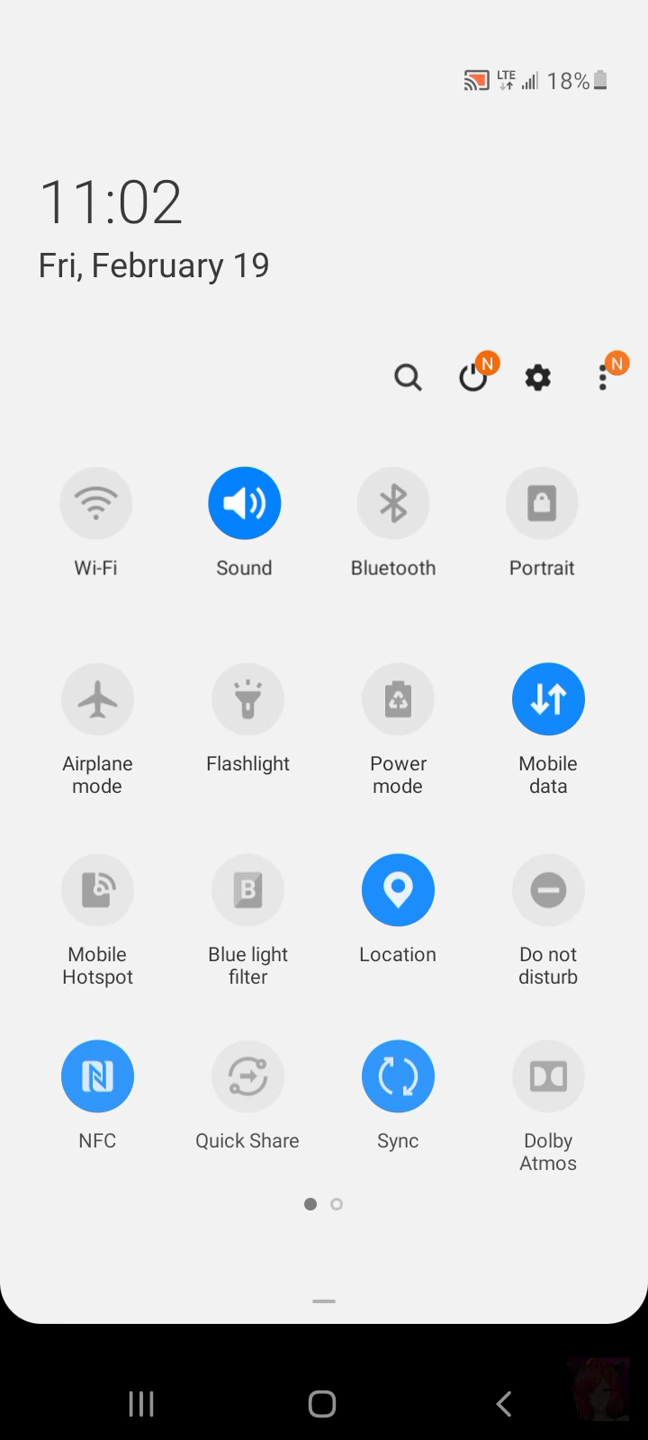 LTE 18%
11:02
Fri, February 19
N N
Wi-Fi Sound Bluetooth Portrait
Airplane Flashlight Power Mobile
mode mode data
B
Mobile Blue light Location Do not
Hotspot filter disturb
N
NFC Quick Share Sync Dolby
Atmos